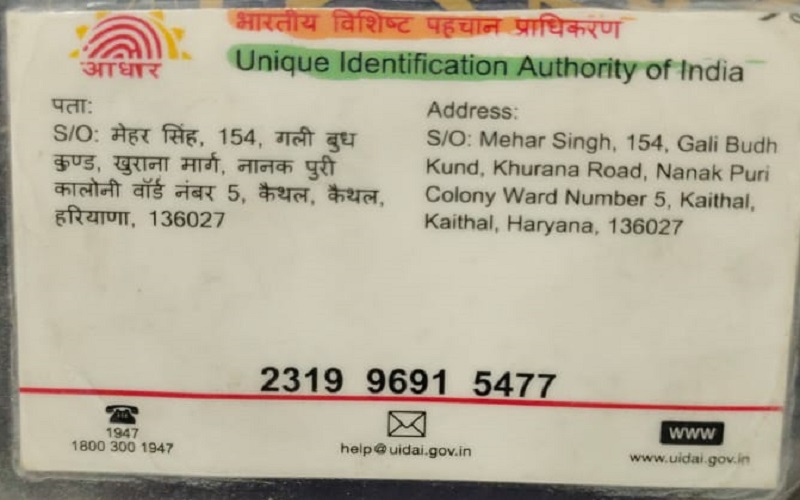 भारतीय विशिष्ट पहचान प्राधिकरण
Unique Identification Authority of India
आधार
पता:
S/O: मेहर सिंह, 154, गली बुध
कुण्ड, खुराना मार्ग, नानक पुरी
कालोनी वॉर्ड नंबर 5, कैथल, कैथल,
हरियाणा, 136027
Address:
S/O: Mehar Singh, 154, Gali Budh
Kund, Khurana Road, Nanak Puri
Colony Ward Number 5, Kaithal,
Kaithal, Haryana, 136027
2319 9691 5477
1947
1800 300 1947
help@uidai.gov.in
www
www.uidai.gov.in